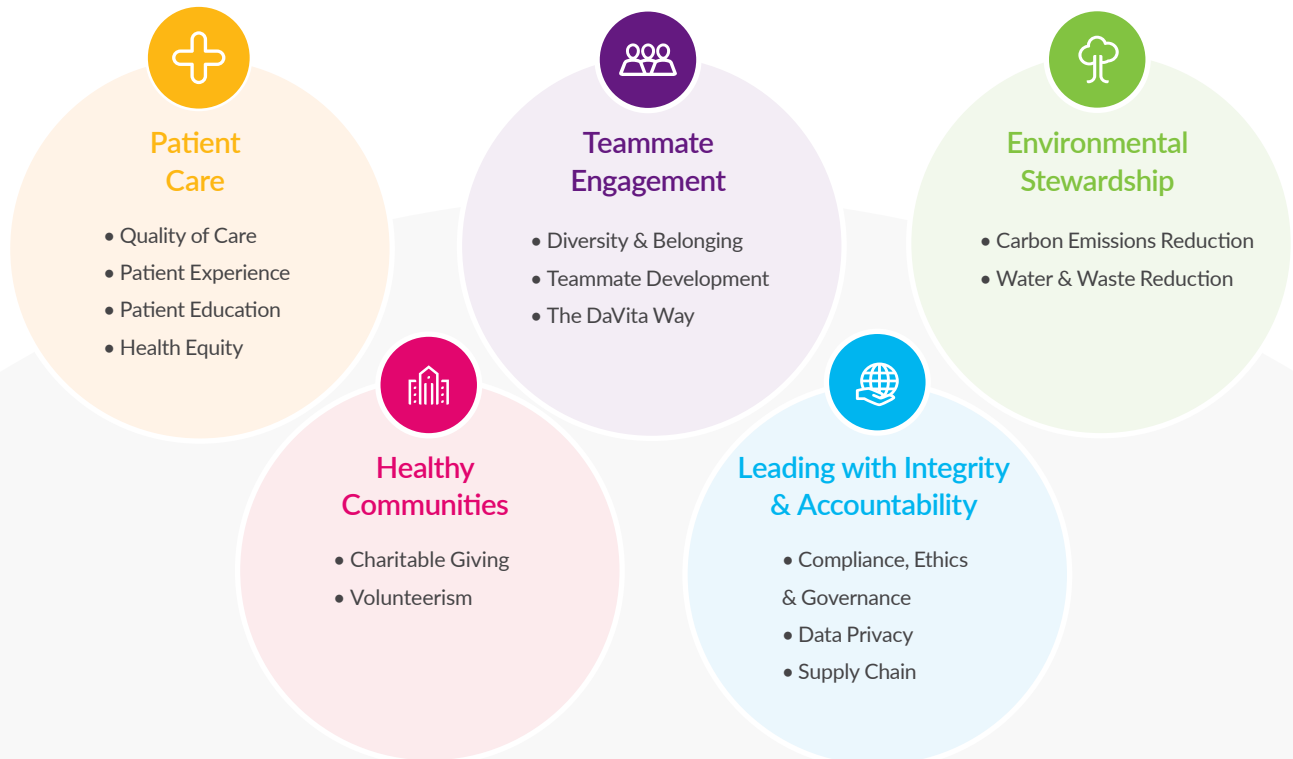 Patient
Care
• Quality of Care
• Patient Experience
• Patient Education
• Health Equity
Teammate
Engagement
• Diversity & Belonging
• Teammate Development
• The DaVita Way
Environmental
Stewardship
• Carbon Emissions Reduction
• Water & Waste Reduction
Healthy
Communities
• Charitable Giving
• Volunteerism
Leading with Integrity
& Accountability
• Compliance, Ethics
& Governance
• Data Privacy
• Supply Chain